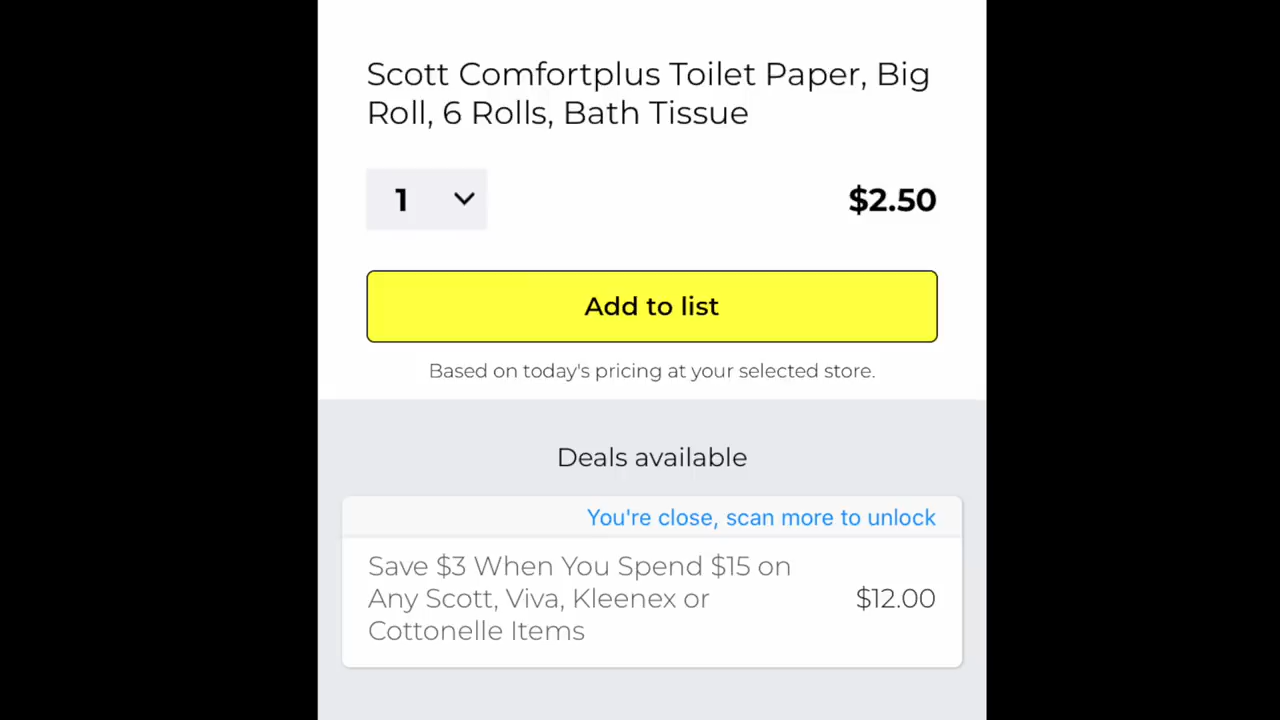 Scott Comfortplus Toilet Paper, Big
Roll, 6 Rolls, Bath Tissue
1
$2.50
Add to list
Based on today's pricing at your selected store.
Deals available
You're close, scan more to unlock
Save $3 When You Spend $15 on
Any Scott, Viva, Kleenex or
Cottonelle Items
$12.00